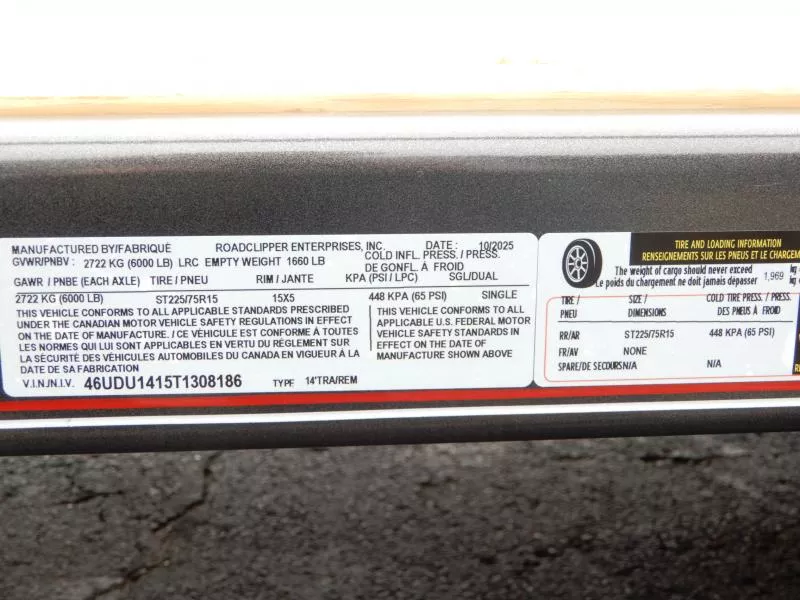 MANUFACTURED BY/FABRIQUÉ ROADCLIPPER ENTERPRISES, INC. DATE : 10/2025
GVWR/PNBV : 2722 KG (6000 LB) LRC EMPTY WEIGHT 1660 LB COLD INFL. PRESS./ PRESS. DE GONFL. À FROID
GAWR / PNBE (EACH AXLE) TIRE / PNEU RIM / JANTE KPA (PSI / LPC) SGL/DUAL
2722 KG (6000 LB) ST225/75R15 15X5 448 KPA (65 PSI) SINGLE
THIS VEHICLE CONFORMS TO ALL APPLICABLE STANDARDS PRESCRIBED
UNDER THE CANADIAN MOTOR VEHICLE SAFETY REGULATIONS IN EFFECT
ON THE DATE OF MANUFACTURE. / CE VÉHICULE EST CONFORME À TOUTES
LES NORMES QUI LUI SONT APPLICABLES EN VERTU DU RÈGLEMENT SUR
LA SÉCURITÉ DES VÉHICULES AUTOMOBILES DU CANADA EN VIGUEUR À LA
DATE DE SA FABRICATION
THIS VEHICLE CONFORMS TO ALL
APPLICABLE U.S. FEDERAL MOTOR
VEHICLE SAFETY STANDARDS IN
EFFECT ON THE DATE OF
MANUFACTURE SHOWN ABOVE
V.I.N./N.I.V. 46UDU1415T1308186 TYPE 14'TRA/REM
TIRE AND LOADING INFORMATION
RENSEIGNEMENTS SUR LES PNEUS ET LE CHARGEM
The weight of cargo should never exceed
Le poids du chargement ne doit jamais dépasser 1,969 kg
TIRE / PNEU SIZE / DIMENSIONS COLD TIRE PRESS. / PRESS. DES PNEUS À FROID
RR/AR ST225/75R15 448 KPA (65 PSI)
FR/AV NONE
SPARE/DE SECOURS N/A N/A